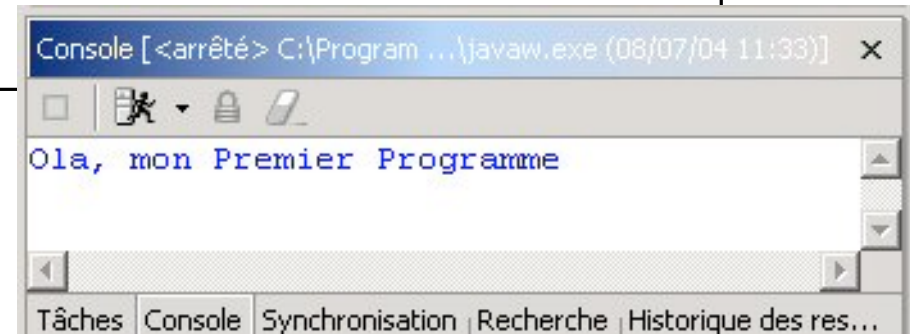 Console [<arrêté> C:\Program ...\javaw.exe (08/07/04 11:33)]
Ola, mon Premier Programme
Tâches Console Synchronisation Recherche Historique des res...